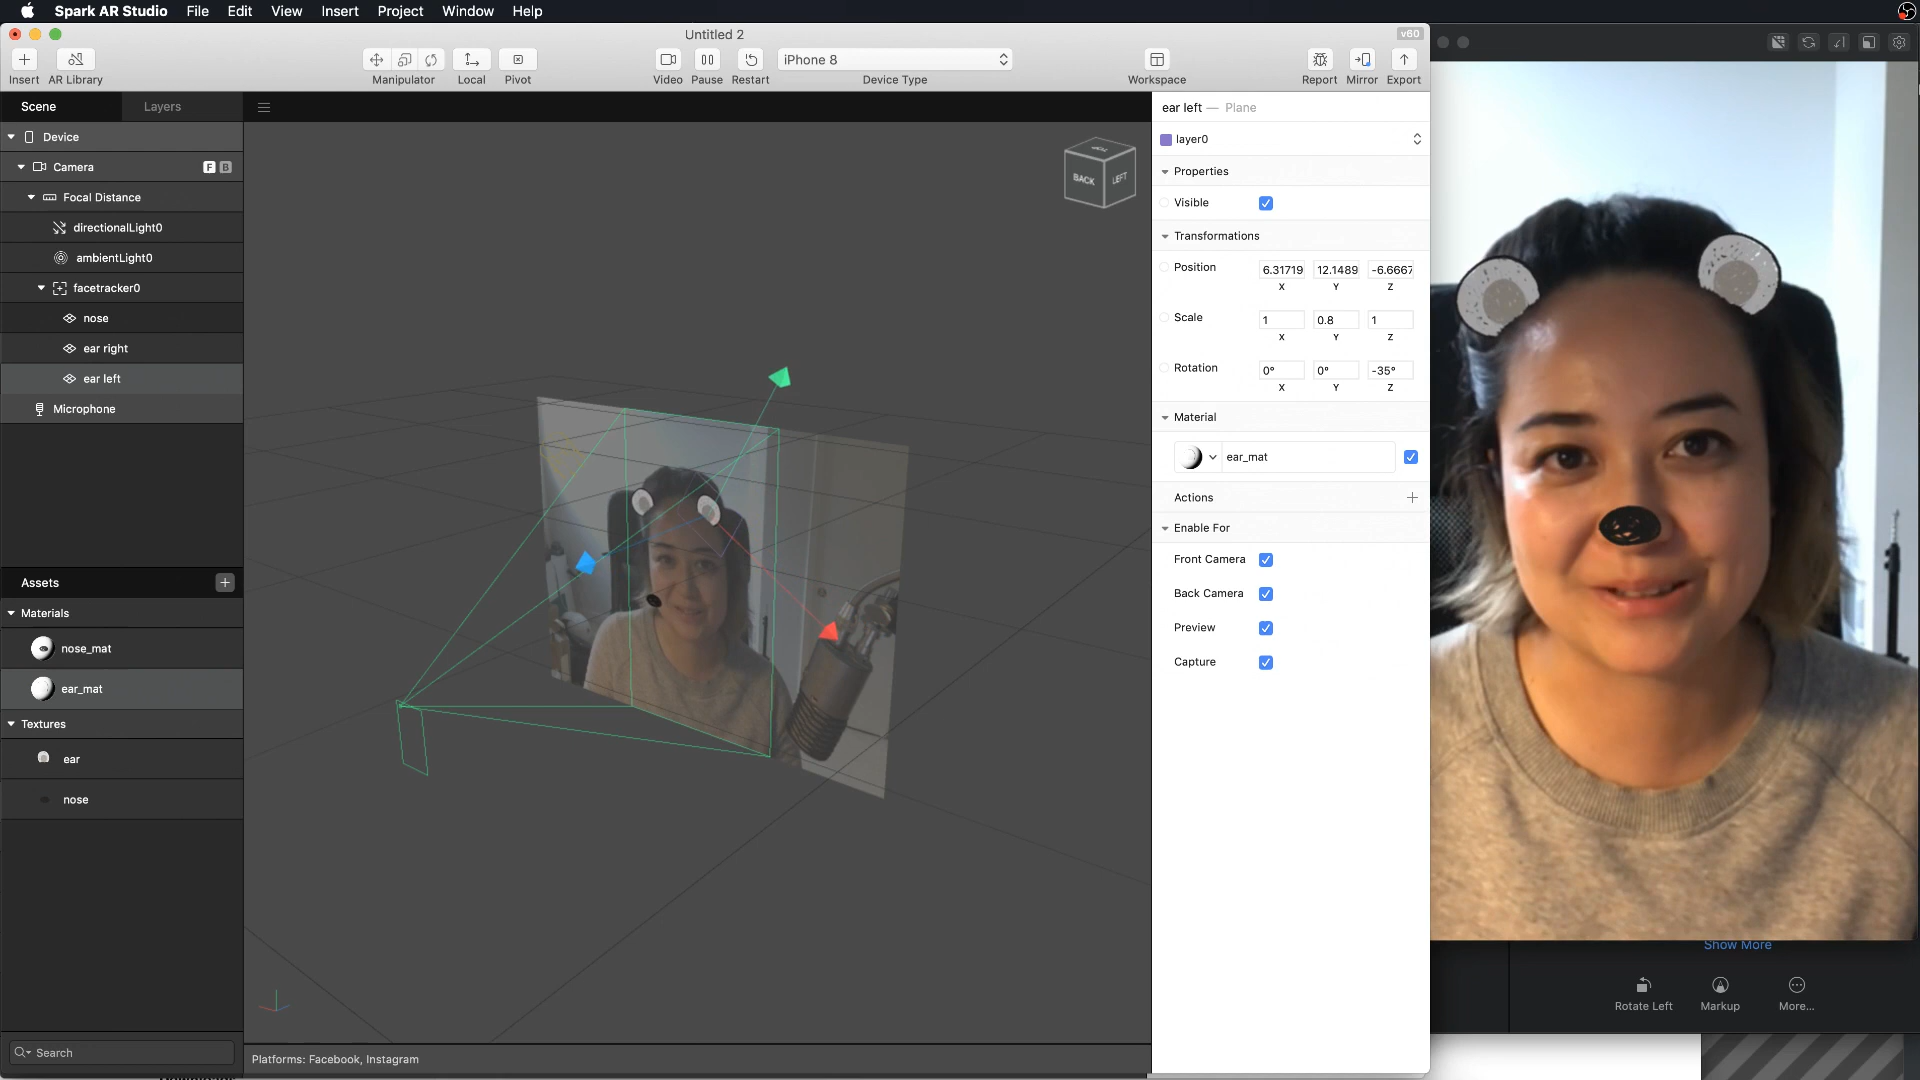 Spark AR Studio File Edit View Insert Project Window Help
Untitled 2
v60
iPhone 8
Insert AR Library Manipulator Local Pivot Video Pause Restart Device Type Workspace Report Mirror Export
Scene Layers
Device
Camera F B
Focal Distance
directionalLight0
ambientLight0
facetracker0
nose
ear right
ear left
Microphone
Assets
Materials
nose_mat
ear_mat
Textures
ear
nose
Search
TOP
BACK LEFT
Platforms: Facebook, Instagram
ear left — Plane
layer0
Properties
Visible
Transformations
Position 6.31719 12.1489 -6.6667
X Y Z
Scale 1 0.8 1
X Y Z
Rotation 0° 0° -35°
X Y Z
Material
ear_mat
Actions
Enable For
Front Camera
Back Camera
Preview
Capture
Show More
Rotate Left Markup More...